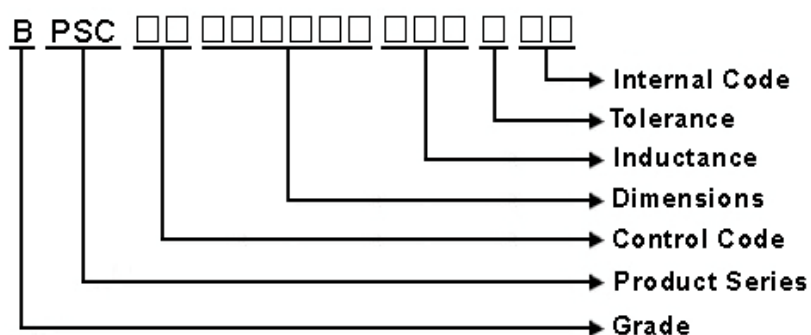 B PSC □□ □□□□□□ □□□ □ □□
Internal Code
Tolerance
Inductance
Dimensions
Control Code
Product Series
Grade